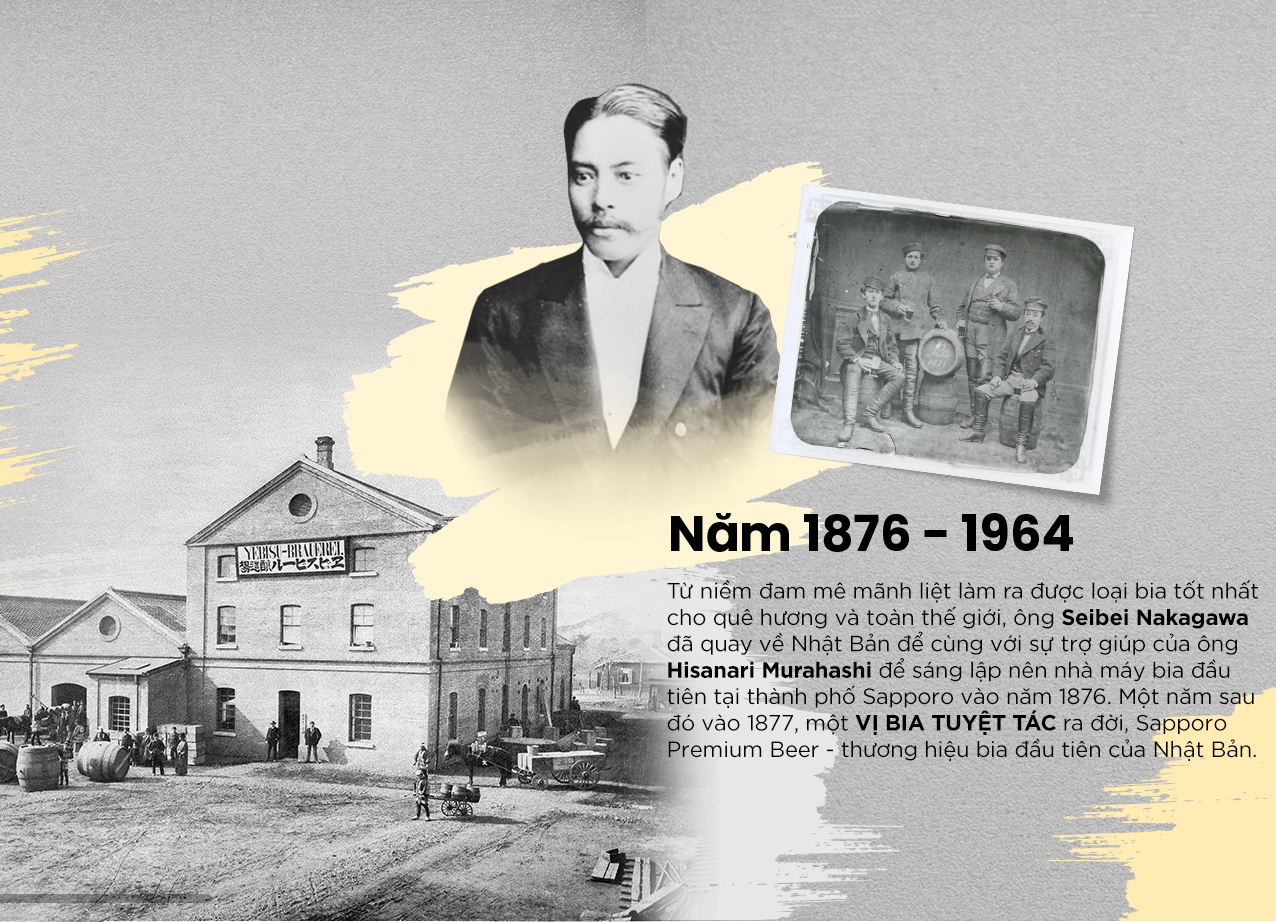 YEBISU-BRAUEREI.
Năm 1876 - 1964
Từ niềm đam mê mãnh liệt làm ra được loại bia tốt nhất
cho quê hương và toàn thế giới, ông Seibei Nakagawa
đã quay về Nhật Bản để cùng với sự trợ giúp của ông
Hisanari Murahashi để sáng lập nên nhà máy bia đầu
tiên tại thành phố Sapporo vào năm 1876. Một năm sau
đó vào 1877, một VỊ BIA TUYỆT TÁC ra đời, Sapporo
Premium Beer - thương hiệu bia đầu tiên của Nhật Bản.